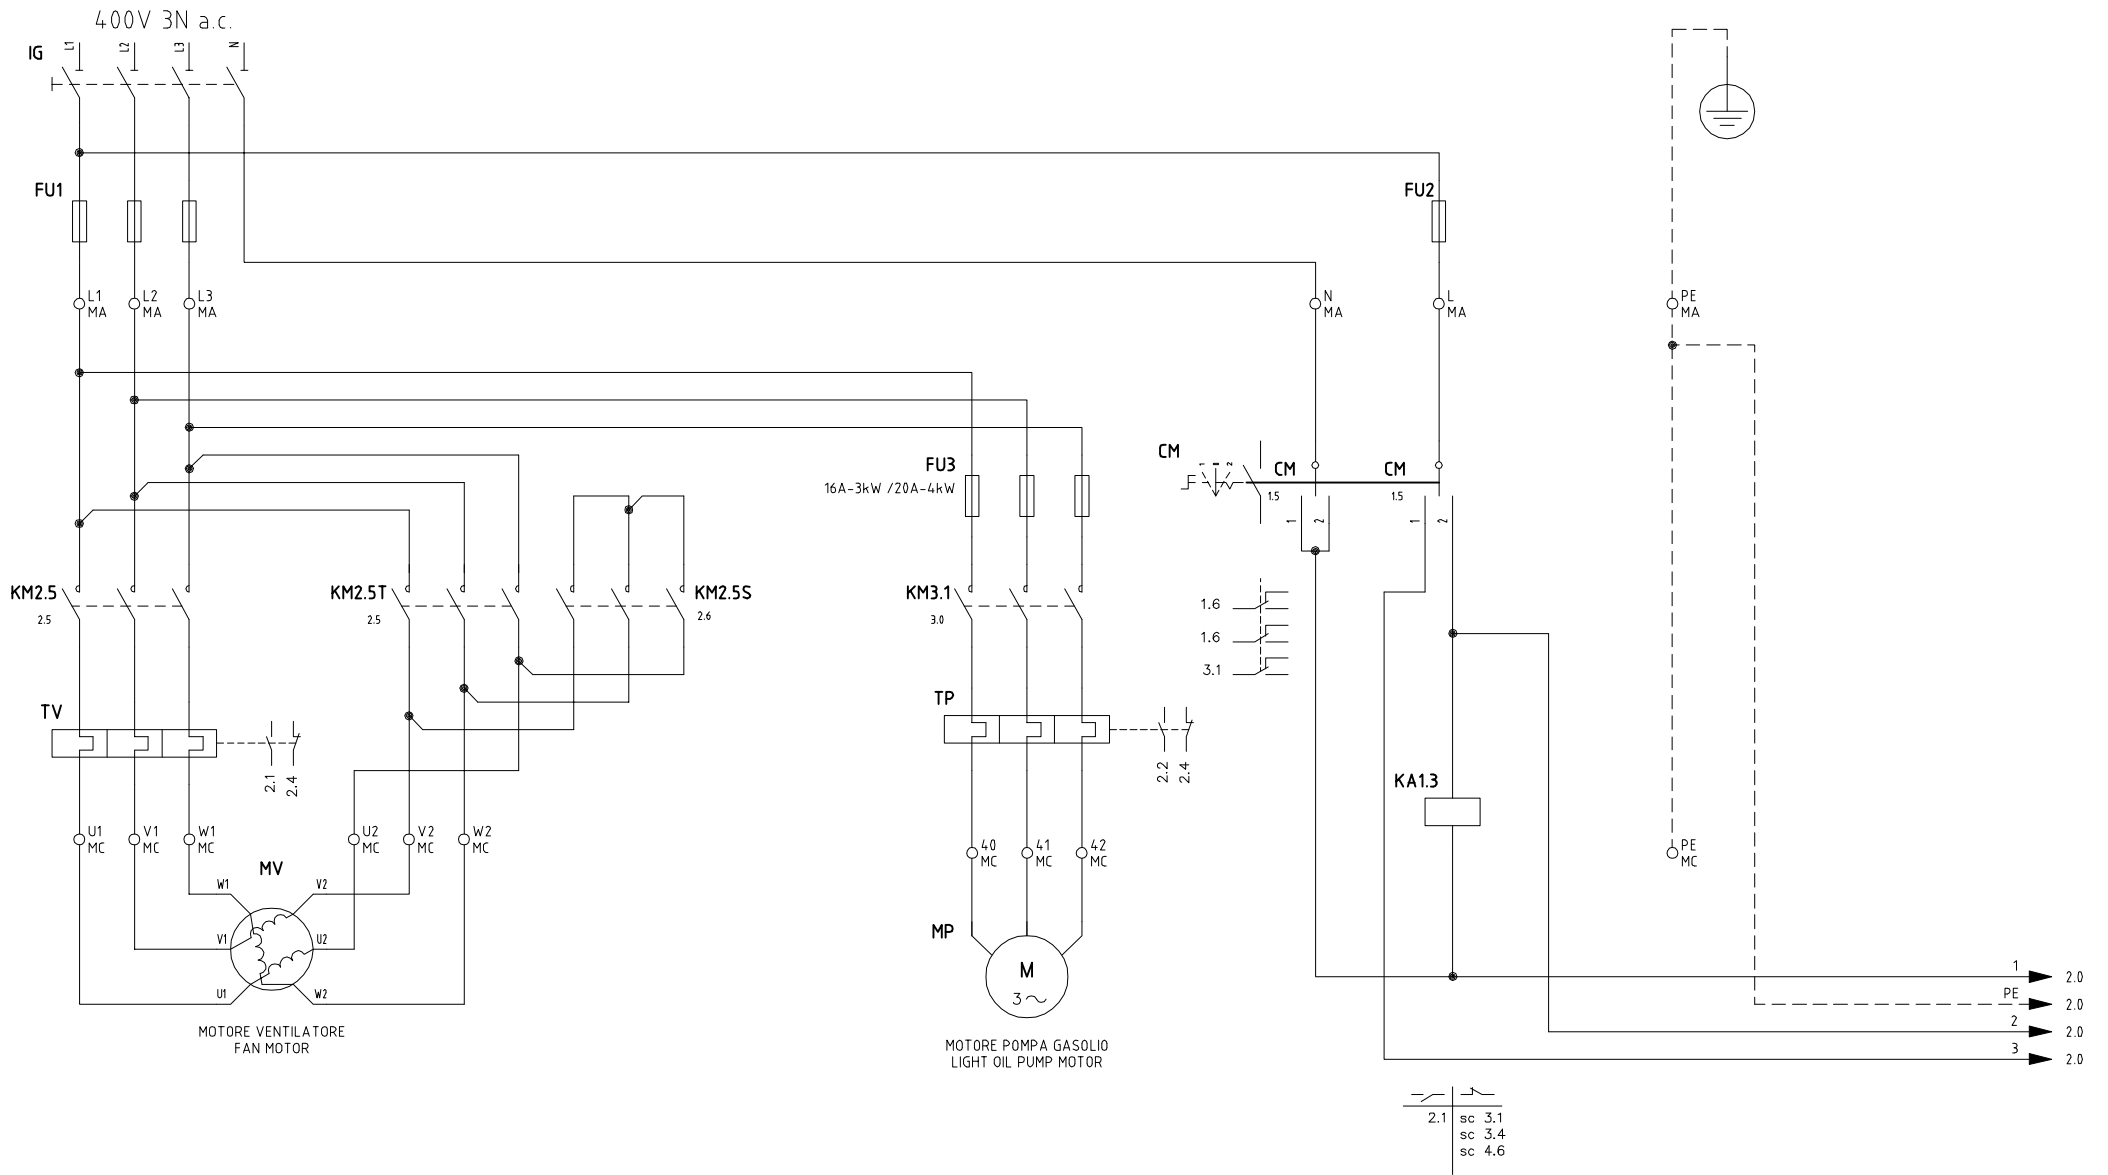 400V 3N a.c.
IG
L1
L2
L3
N
FU1
FU2
L1
MA
L2
MA
L3
MA
N
MA
L
MA
PE
MA
FU3
16A-3kW /20A-4kW
CM
1
2
CM
1.5
CM
1.5
1
2
1
2
KM2.5
2.5
KM2.5T
2.5
KM2.5S
2.6
KM3.1
3.0
1.6
1.6
3.1
TV
2.1
2.4
TP
2.2
2.4
KA1.3
U1
MC
V1
MC
W1
MC
U2
MC
V2
MC
W2
MC
40
MC
41
MC
42
MC
PE
MC
MV
W1
V2
V1
U2
U1
W2
MP
M
3~
MOTORE VENTILATORE
FAN MOTOR
MOTORE POMPA GASOLIO
LIGHT OIL PUMP MOTOR
1
2.0
PE
2.0
2
2.0
3
2.0
2.1
sc 3.1
sc 3.4
sc 4.6